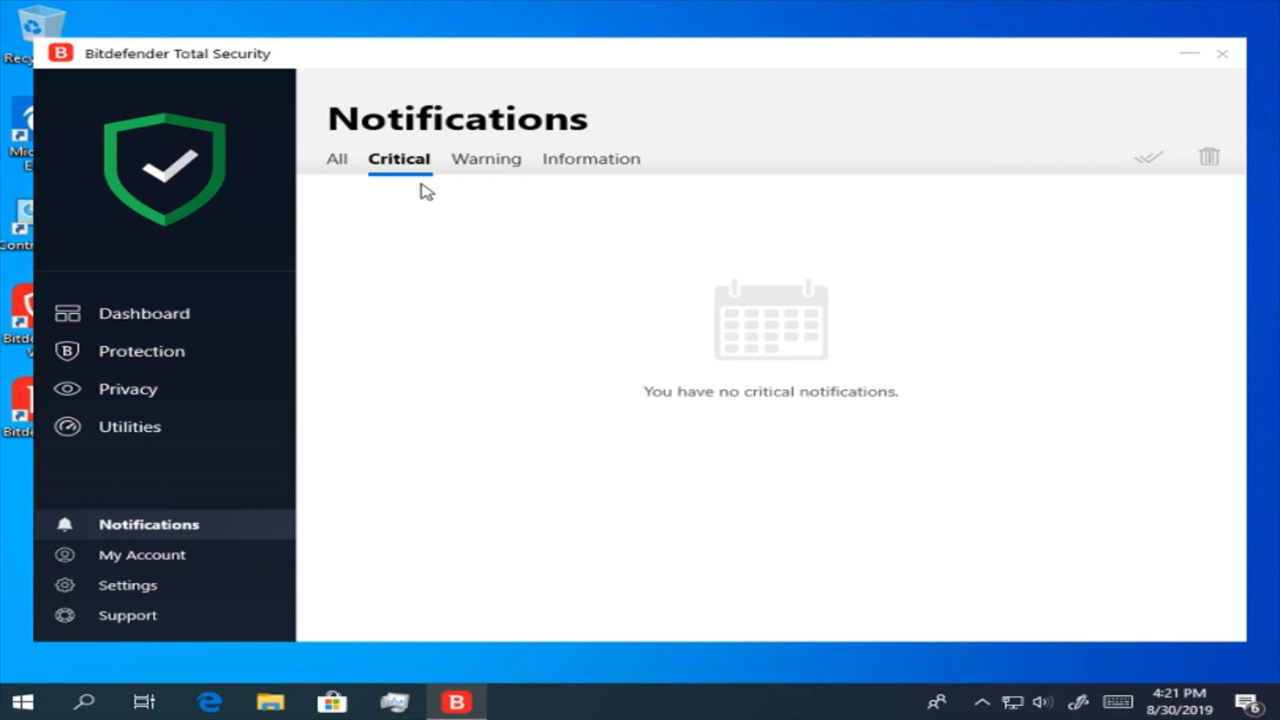 Bitdefender Total Security
Notifications
All Critical Warning Information
You have no critical notifications.
B
Dashboard
B
Protection
Privacy
Utilities
Notifications
My Account
Settings
Support
B
4:21 PM
8/30/2019
6